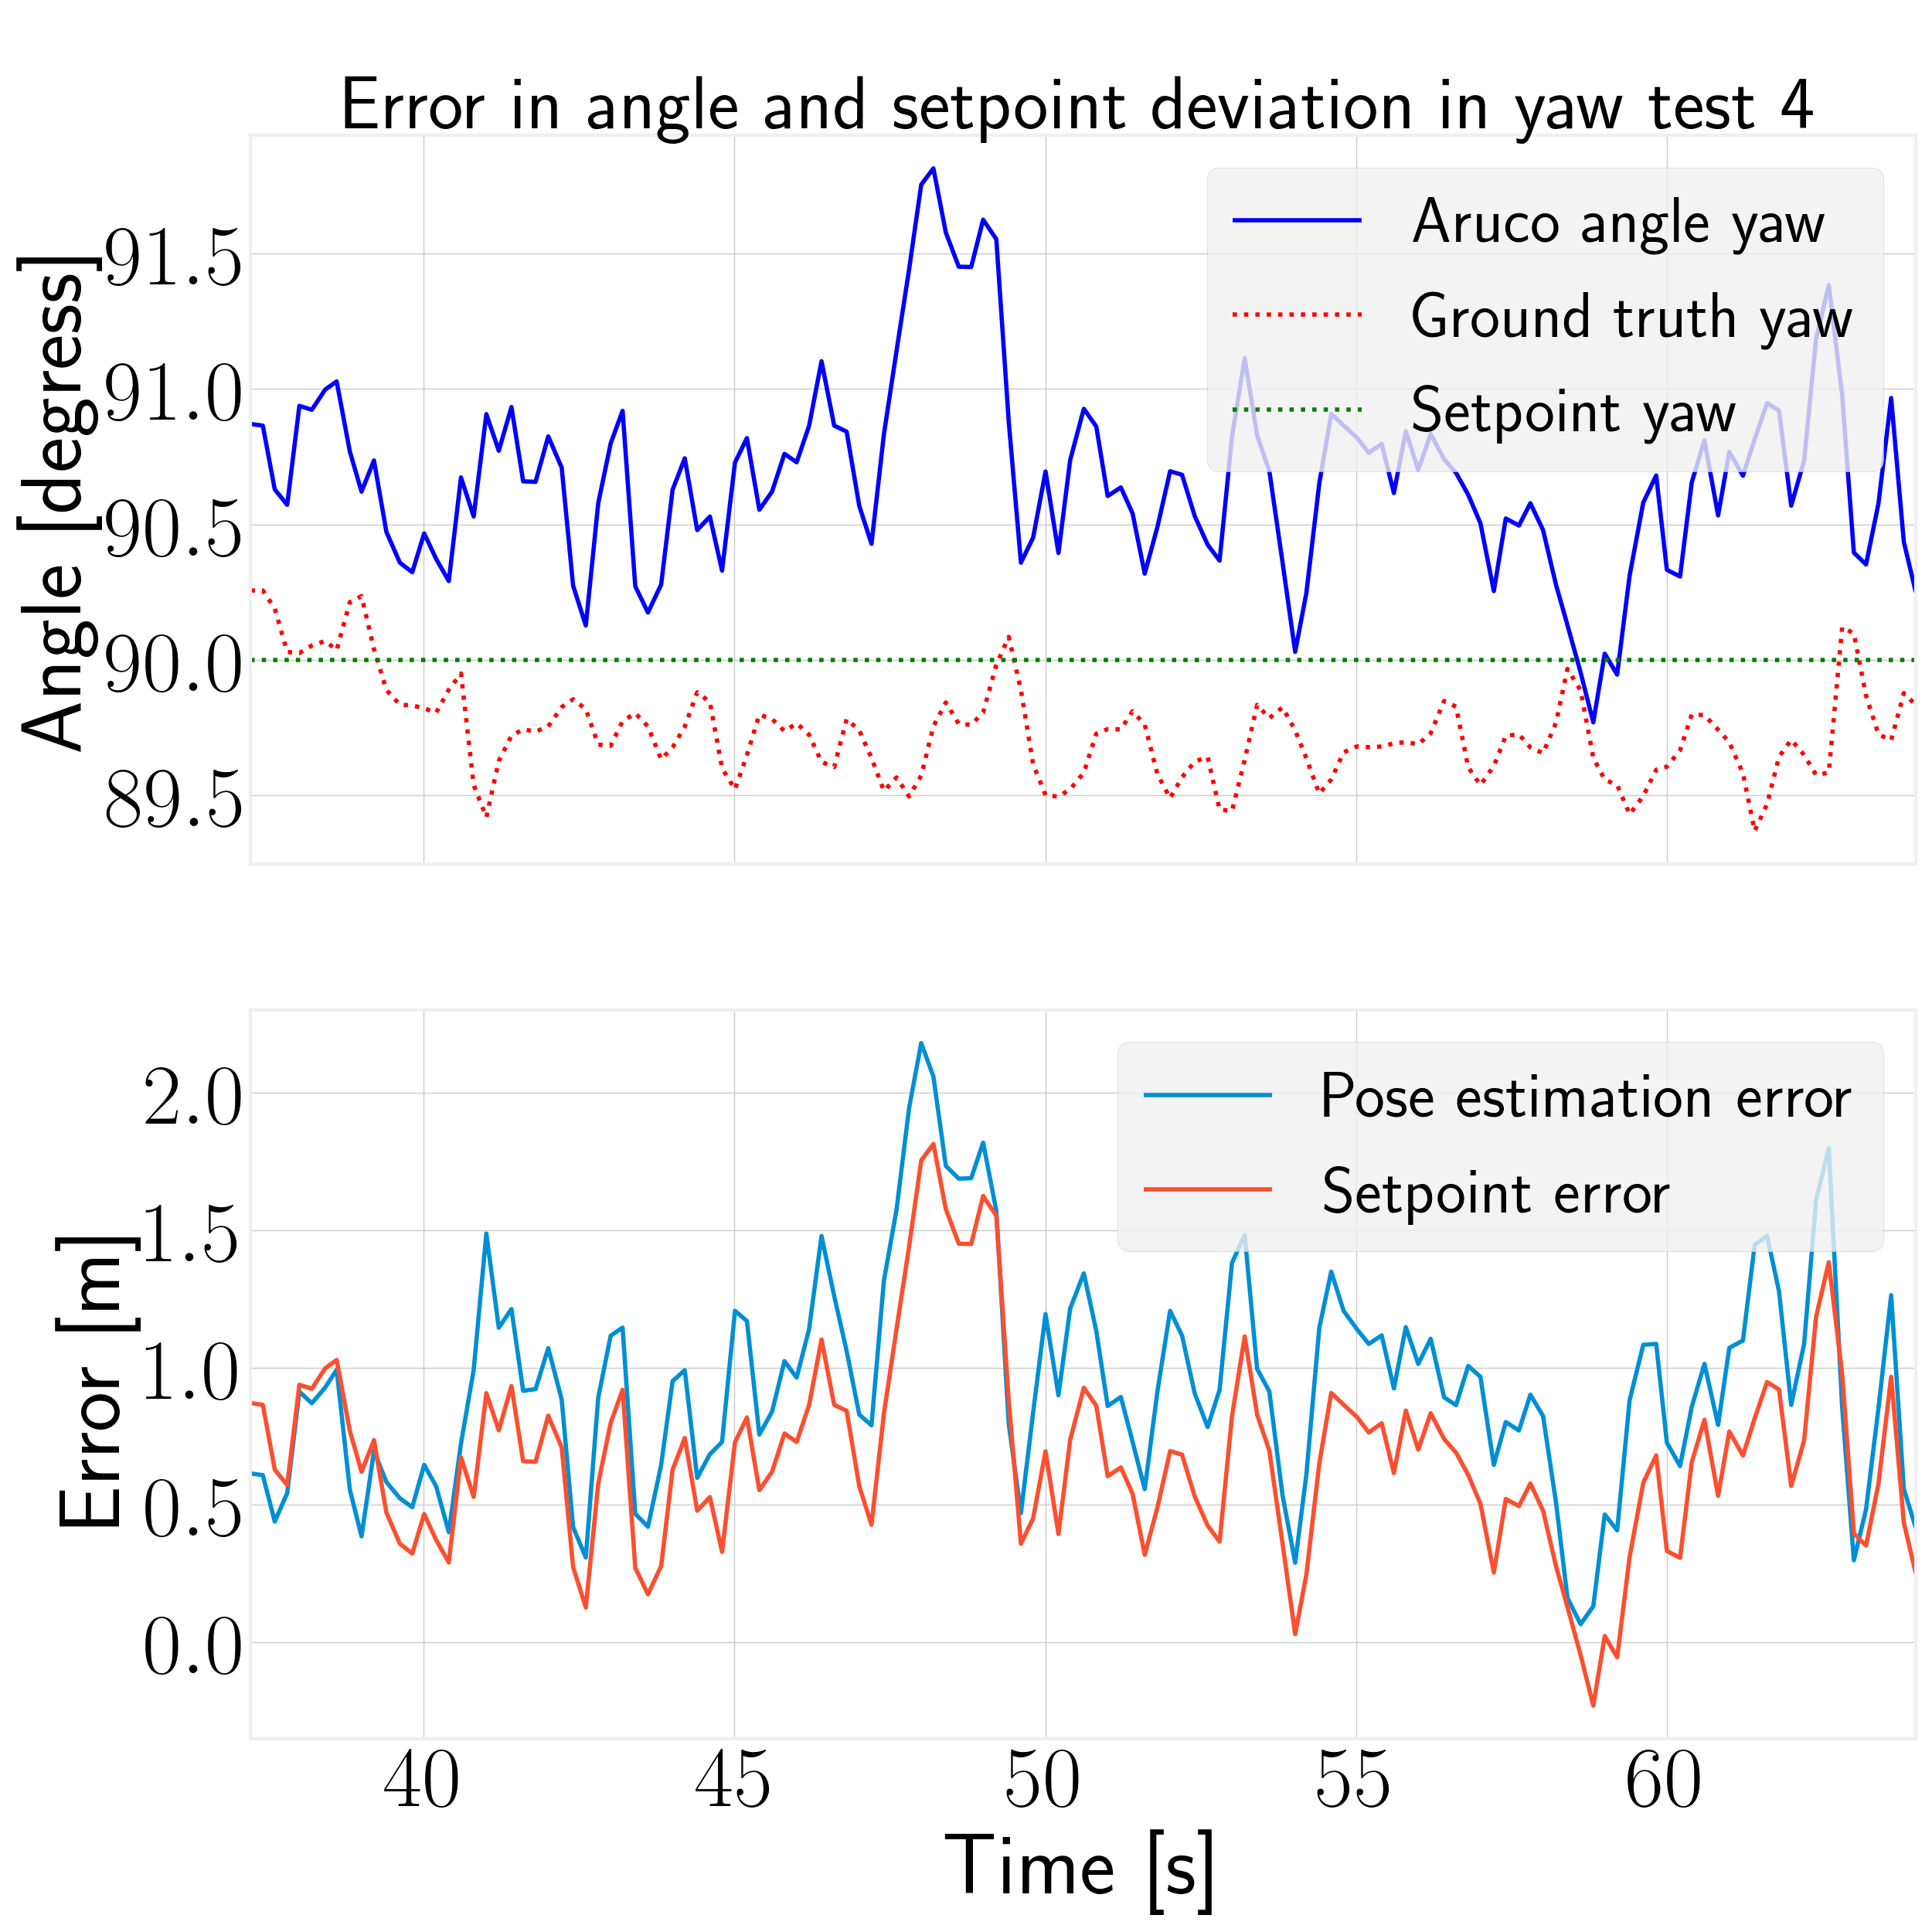 Error in angle and setpoint deviation in yaw test 4
Angle [degress]
91.5
91.0
90.5
90.0
89.5
Aruco angle yaw
Ground truth yaw
Setpoint yaw
Error [m]
2.0
1.5
1.0
0.5
0.0
Pose estimation error
Setpoint error
40 45 50 55 60
Time [s]